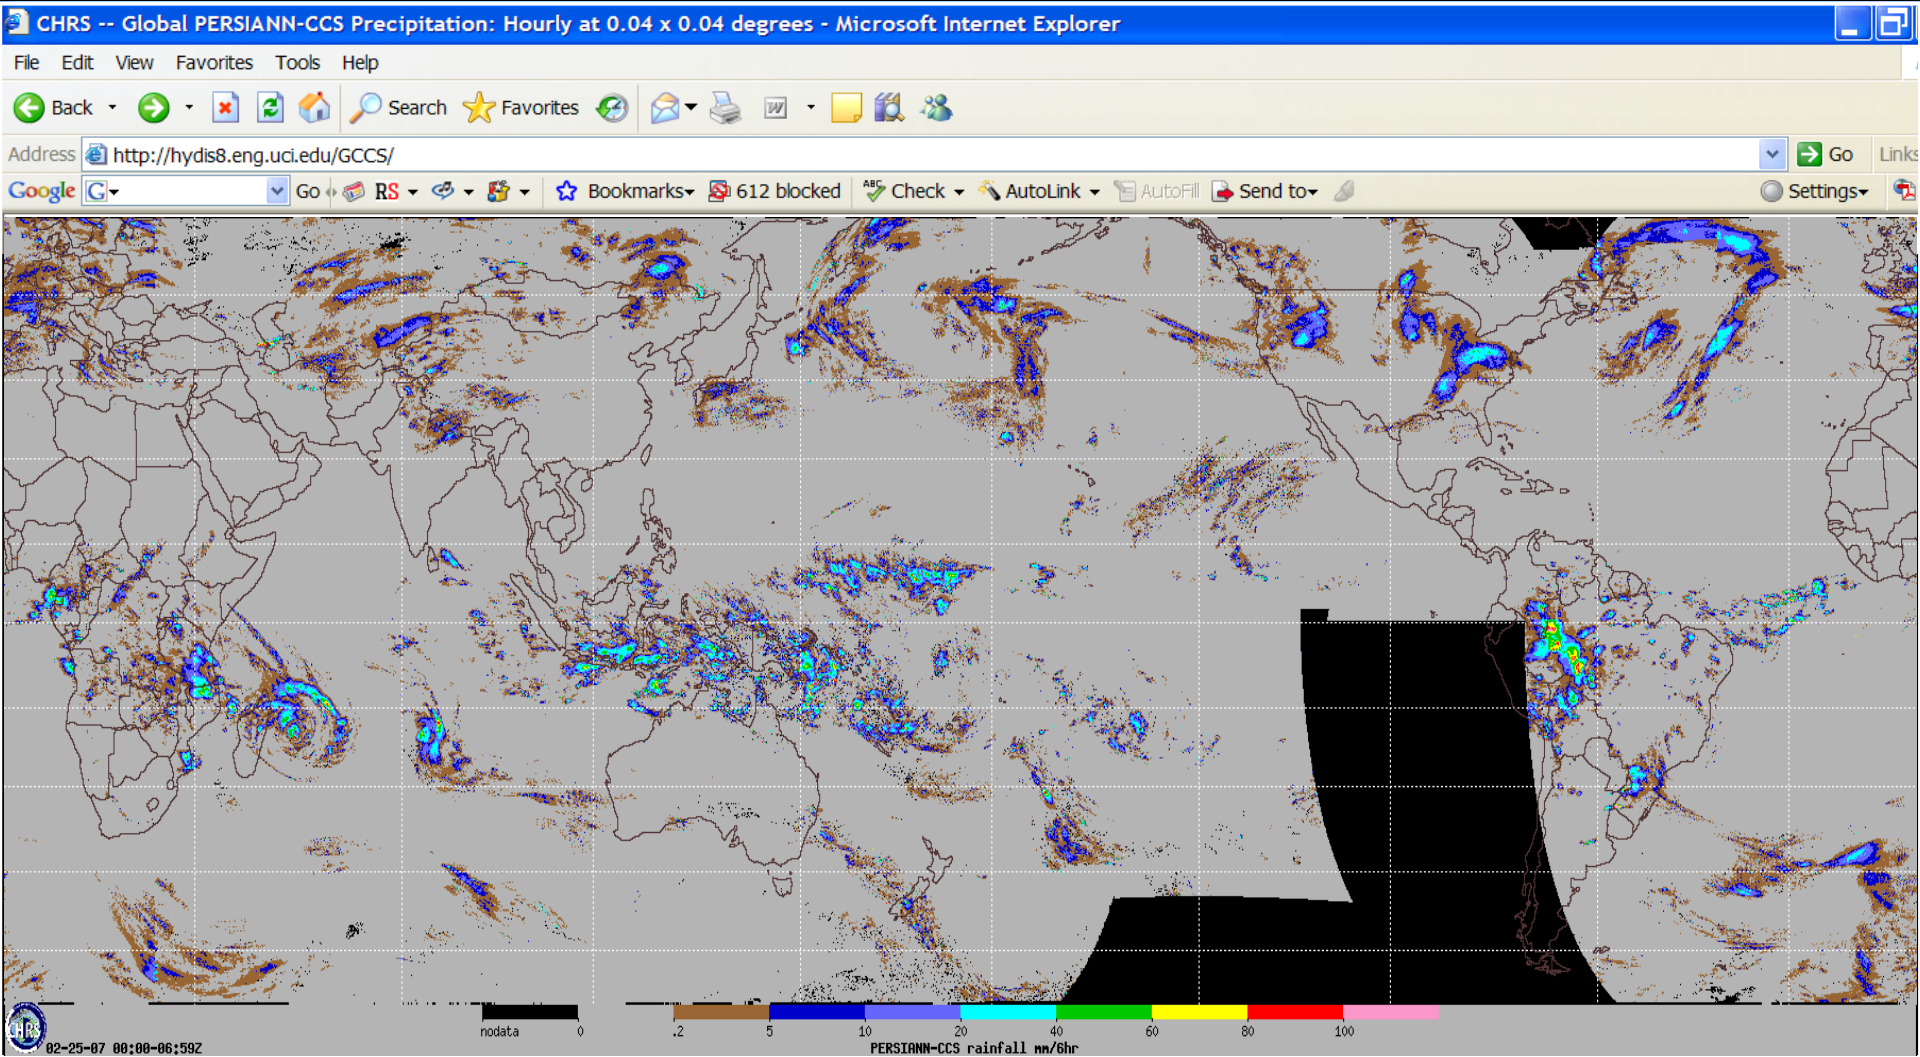 CHRS -- Global PERSIANN-CCS Precipitation: Hourly at 0.04 x 0.04 degrees - Microsoft Internet Explorer
File Edit View Favorites Tools Help
Back Search Favorites W
Address http://hydis8.eng.uci.edu/GCCS/ Go Links
Google G Go RS Bookmarks 612 blocked ABC Check AutoLink AutoFill Send to Settings
nodata 0 .2 5 10 20 40 60 80 100
CHRS
02-25-07 00:00-06:59Z PERSIANN-CCS rainfall mm/6hr